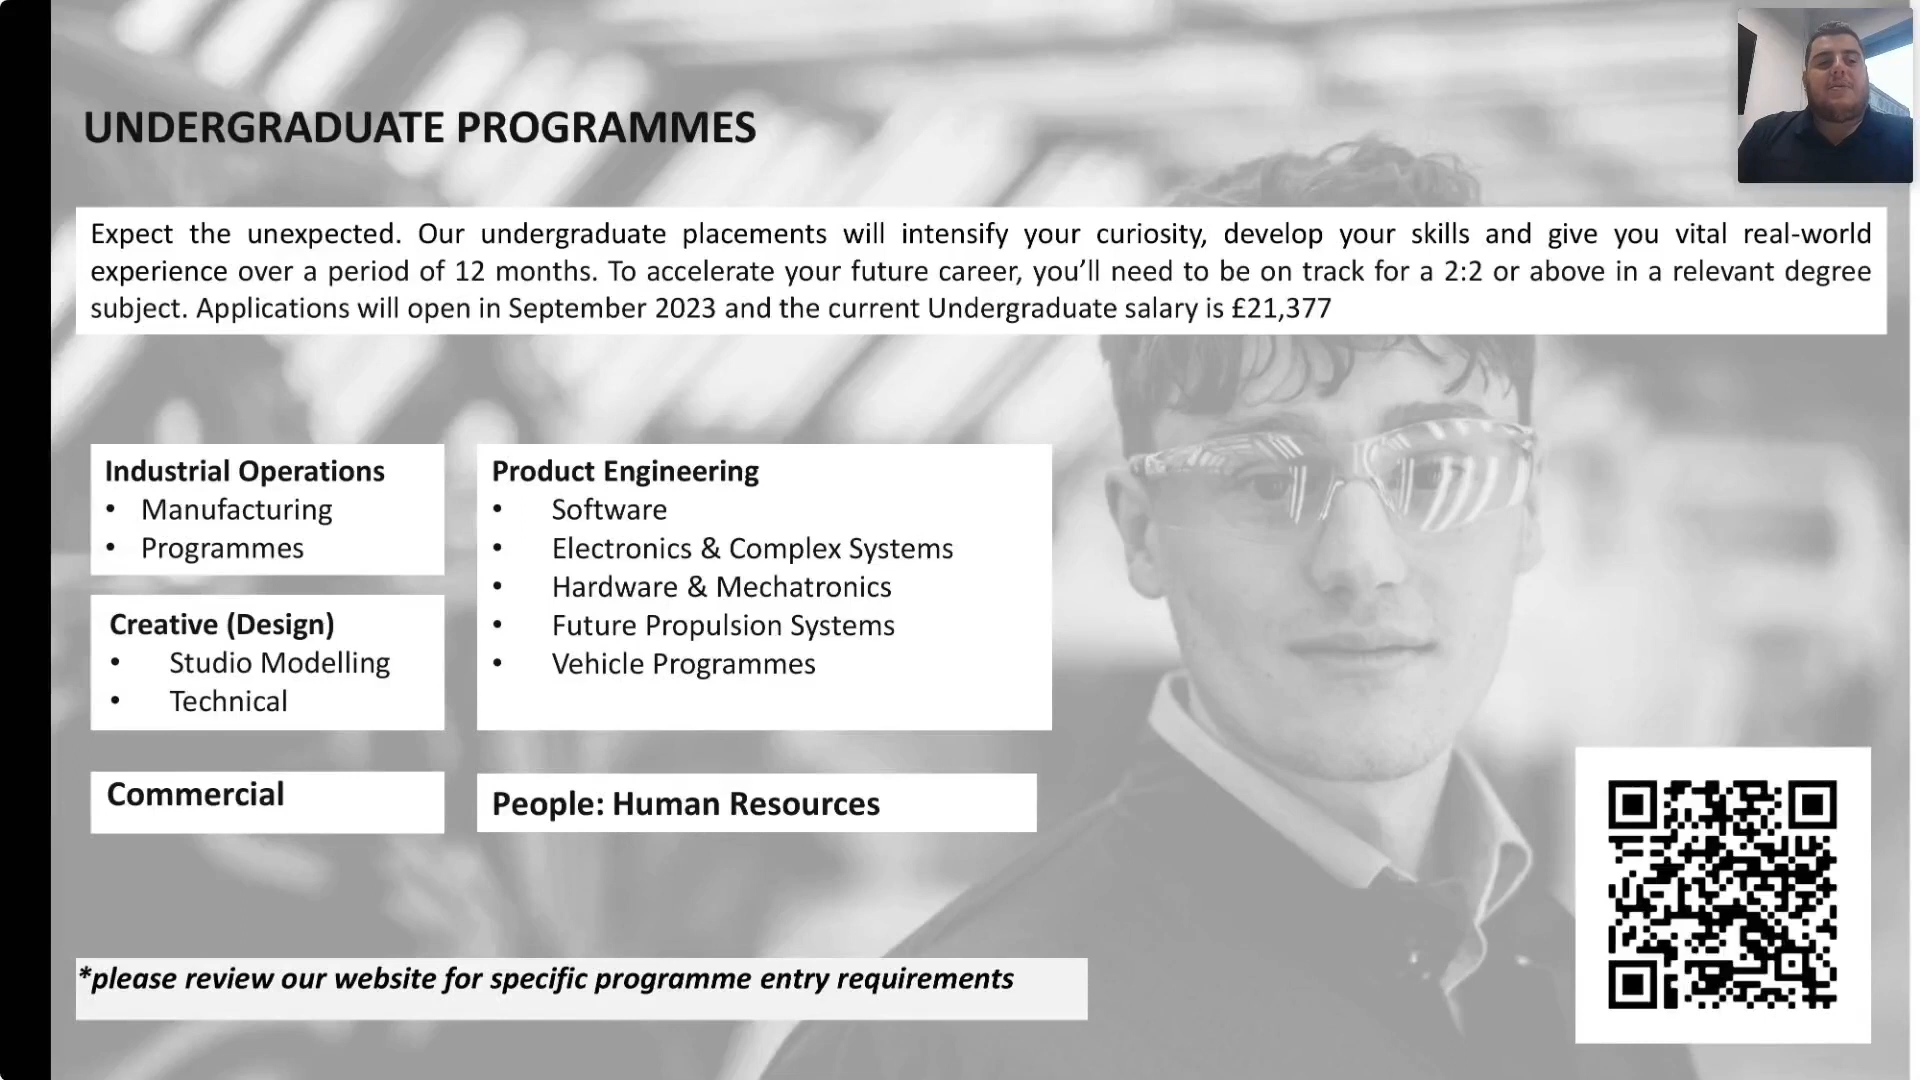 UNDERGRADUATE PROGRAMMES
Expect the unexpected. Our undergraduate placements will intensify your curiosity, develop your skills and give you vital real-world
experience over a period of 12 months. To accelerate your future career, you’ll need to be on track for a 2:2 or above in a relevant degree
subject. Applications will open in September 2023 and the current Undergraduate salary is £21,377
Industrial Operations
• Manufacturing
• Programmes
Creative (Design)
• Studio Modelling
• Technical
Commercial
Product Engineering
• Software
• Electronics & Complex Systems
• Hardware & Mechatronics
• Future Propulsion Systems
• Vehicle Programmes
People: Human Resources
*please review our website for specific programme entry requirements